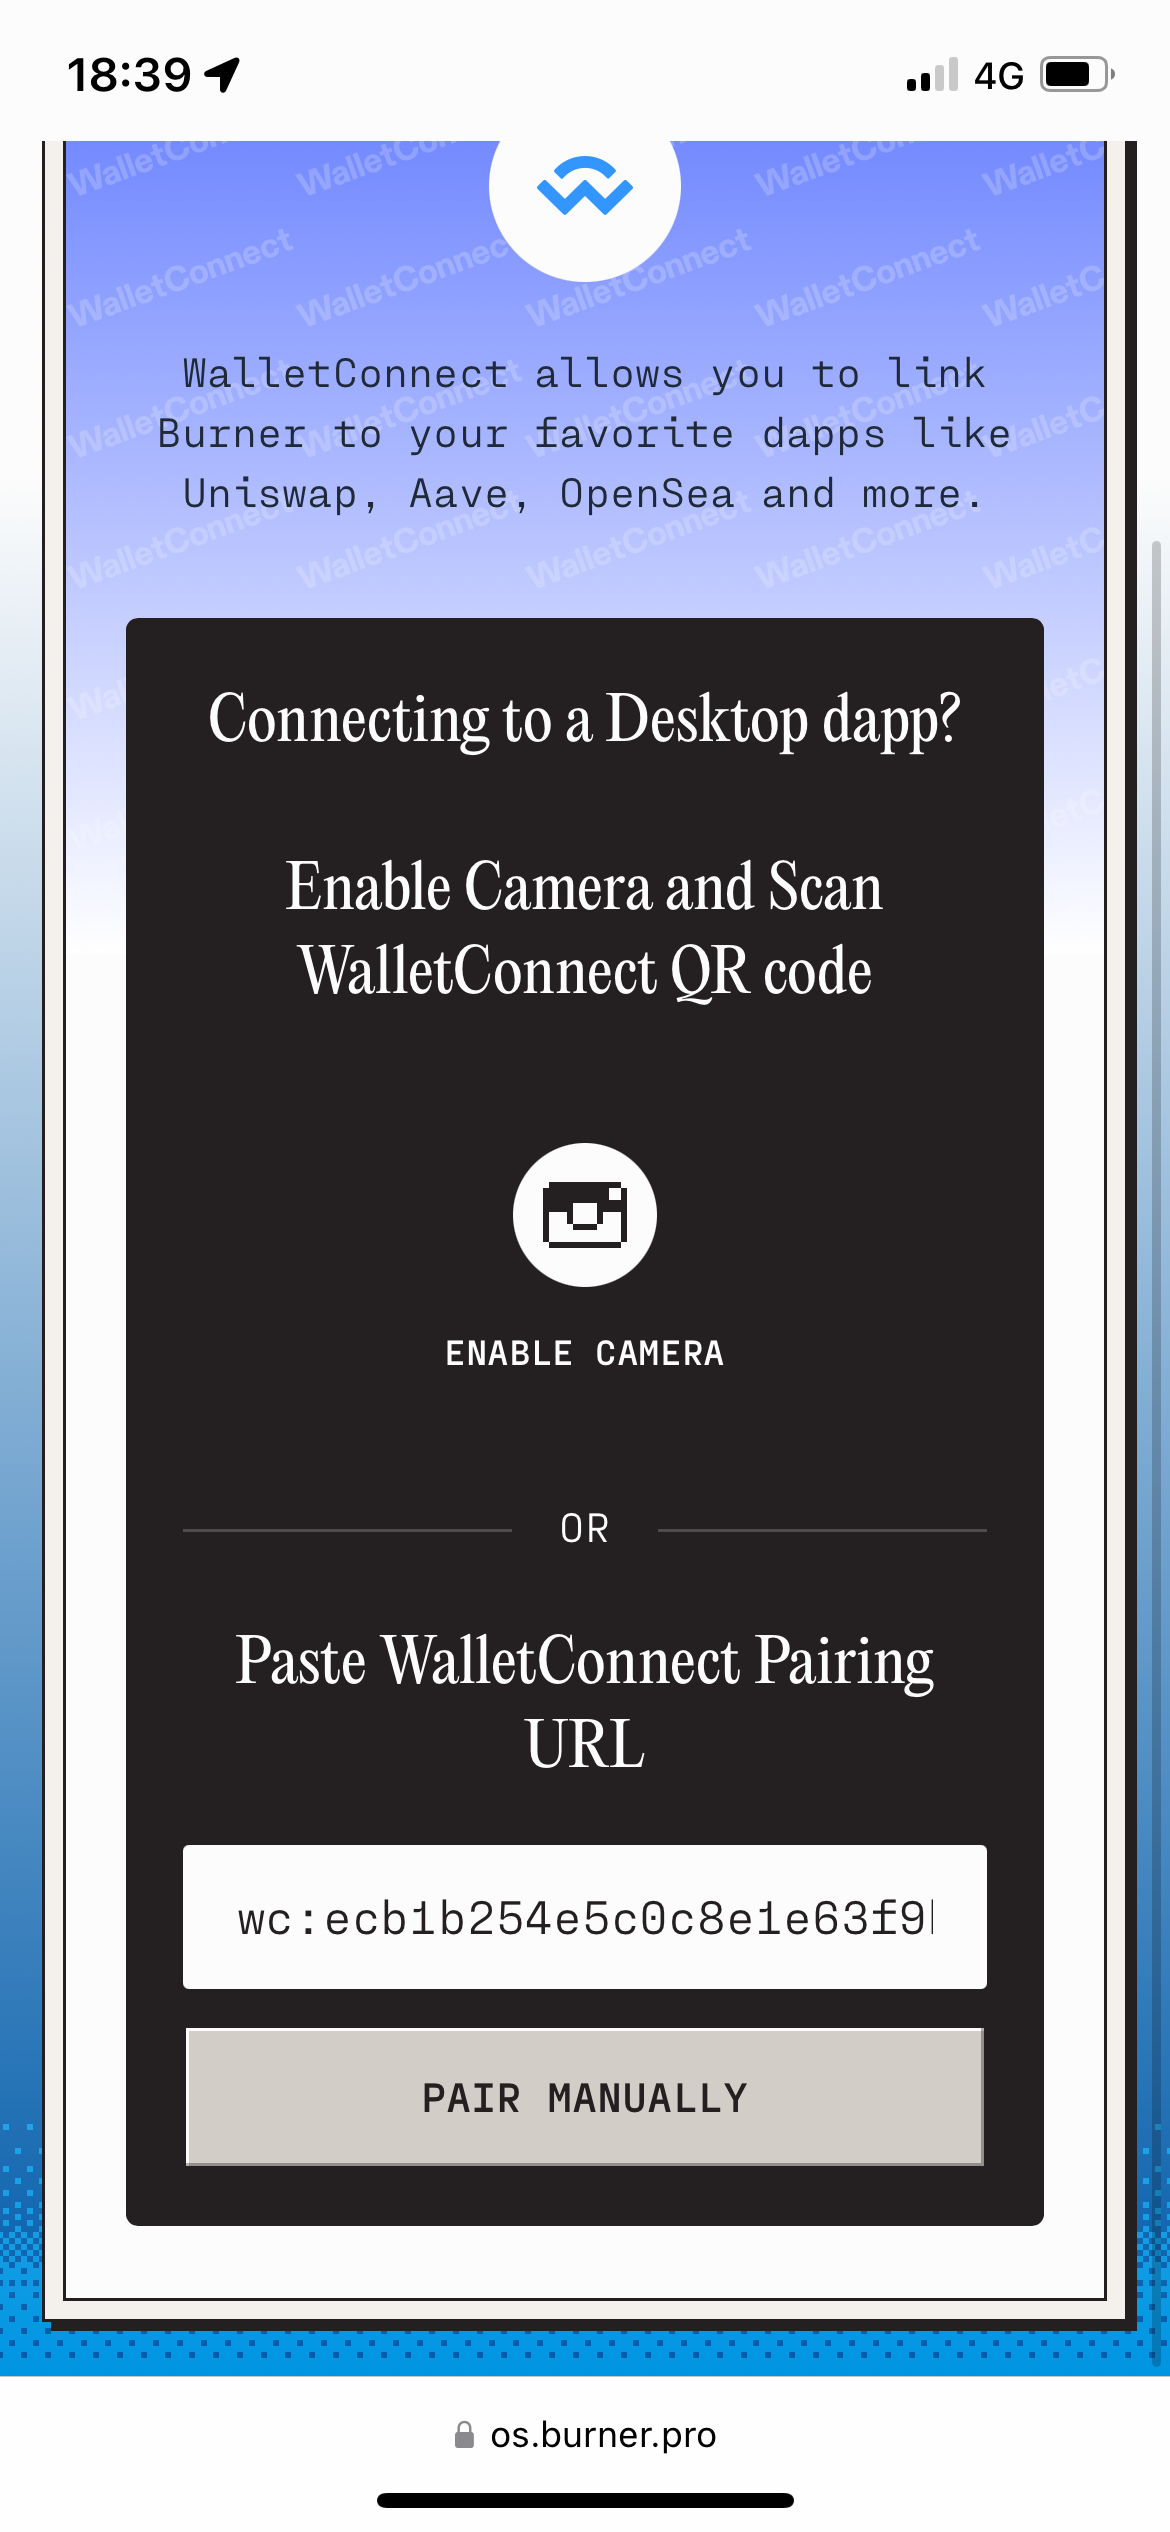 18:39
4G
WalletConnect allows you to link
Burner to your favorite dapps like
Uniswap, Aave, OpenSea and more.
Connecting to a Desktop dapp?
Enable Camera and Scan
WalletConnect QR code
ENABLE CAMERA
OR
Paste WalletConnect Pairing
URL
wc:ecb1b254e5c0c8e1e63f9
PAIR MANUALLY
os.burner.pro